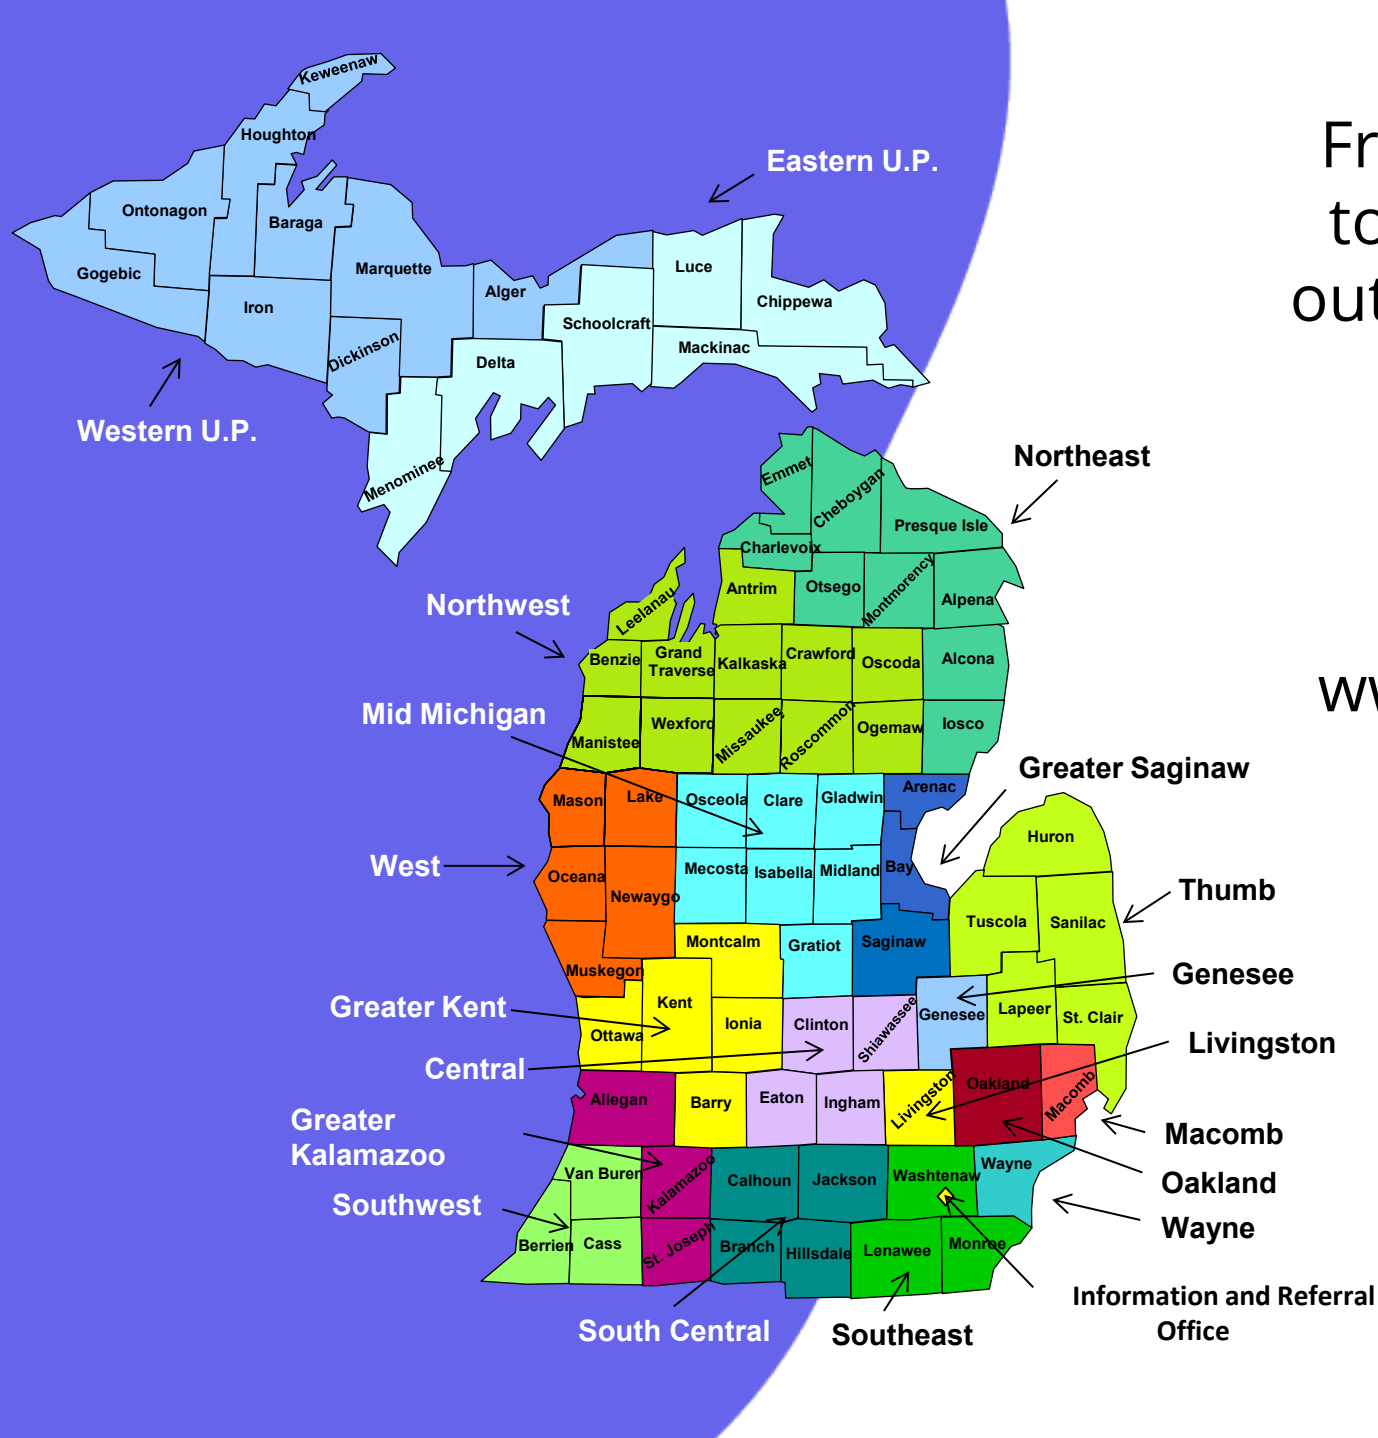 Keweenaw
Houghton
Eastern U.P.
Fr
Ontonagon
Baraga
to
Gogebic
Marquette
Luce
Alger
Chippewa
out
Iron
Schoolcraft
Dickinson
Mackinac
Delta
Western U.P.
Menominee
Northeast
Emmet
Cheboygan
Presque Isle
Charlevoix
Antrim
Otsego
Montmorency
Alpena
Northwest
Leelanau
Benzie
Grand
Traverse
Kalkaska
Crawford
Oscoda
Alcona
Mid Michigan
Manistee
Wexford
Missaukee
Roscommon
Ogemaw
Iosco
Greater Saginaw
Mason
Lake
Osceola
Clare
Gladwin
Arenac
Huron
West
Oceana
Newaygo
Mecosta
Isabella
Midland
Bay
Thumb
Tuscola
Sanilac
Muskegon
Montcalm
Gratiot
Saginaw
Genesee
Greater Kent
Kent
Ottawa
Ionia
Clinton
Shiawassee
Genesee
Lapeer
St. Clair
Livingston
Central
Allegan
Barry
Eaton
Ingham
Livingston
Oakland
Macomb
Greater
Kalamazoo
Macomb
Van Buren
Kalamazoo
Calhoun
Jackson
Washtenaw
Wayne
Oakland
Southwest
Wayne
Berrien
Cass
St. Joseph
Branch
Hillsdale
Lenawee
Monroe
Information and Referral
Office
South Central
Southeast